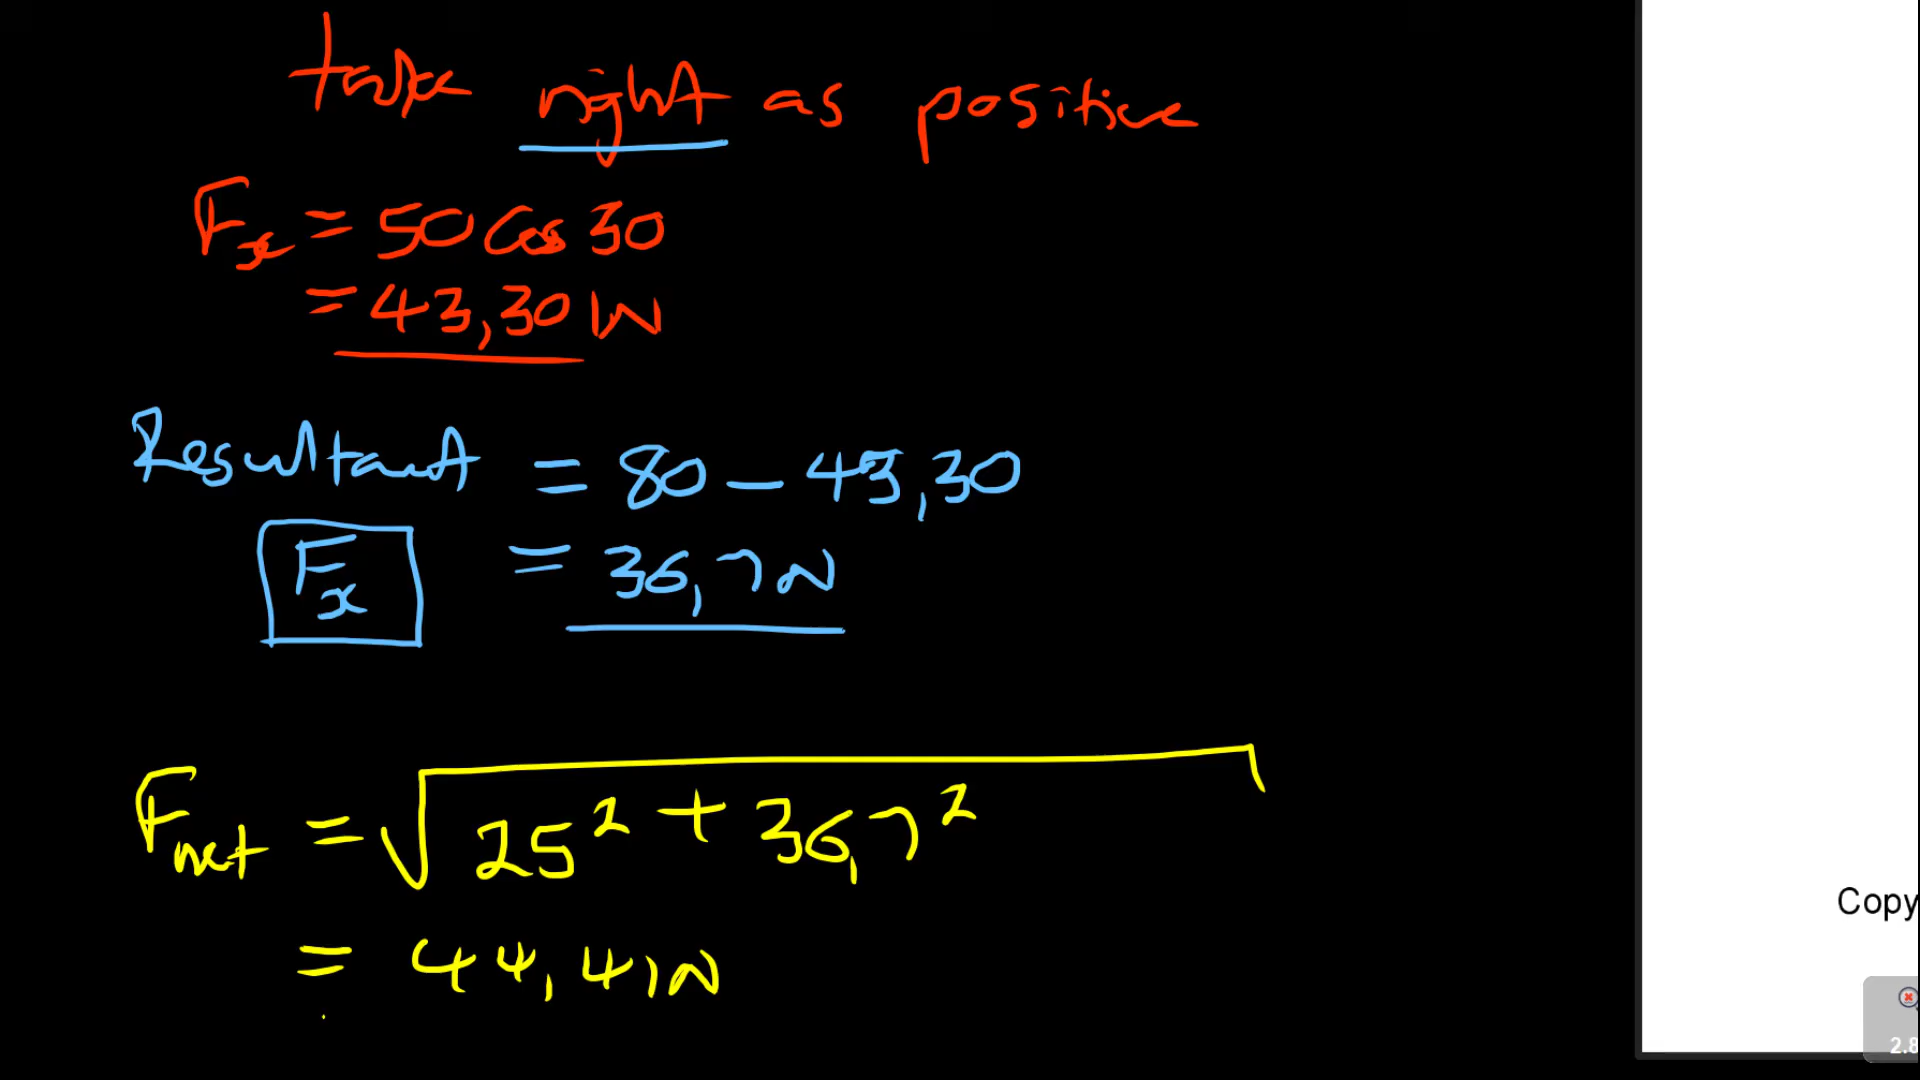 take right as positive
Fx = 50 cos 30
= 43,30 N
Resultant = 80 - 43,30
Fx = 36,7 N
Fnet = √25² + 36,7²
= 44,41 N
Copy
2.8